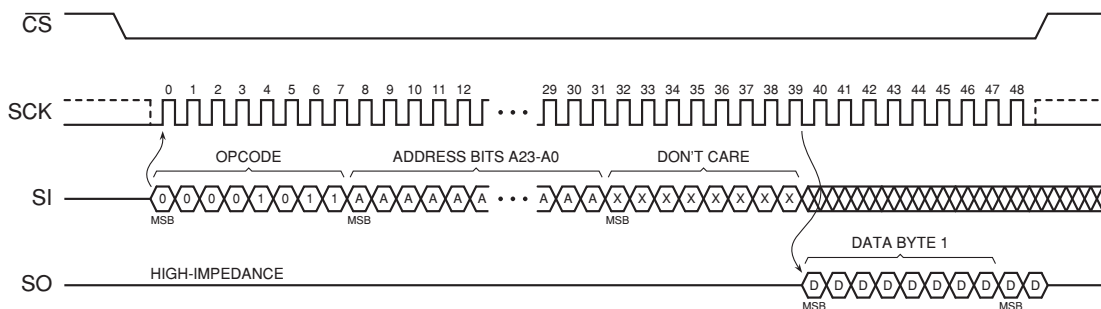 CS
SCK
0 1 2 3 4 5 6 7 8 9 10 11 12 29 30 31 32 33 34 35 36 37 38 39 40 41 42 43 44 45 46 47 48
OPCODE ADDRESS BITS A23-A0 DON'T CARE
SI
0 0 0 0 1 0 1 1 A A A A A A A A A X X X X X X X X
MSB MSB MSB
HIGH-IMPEDANCE
DATA BYTE 1
SO
D D D D D D D D D D
MSB MSB